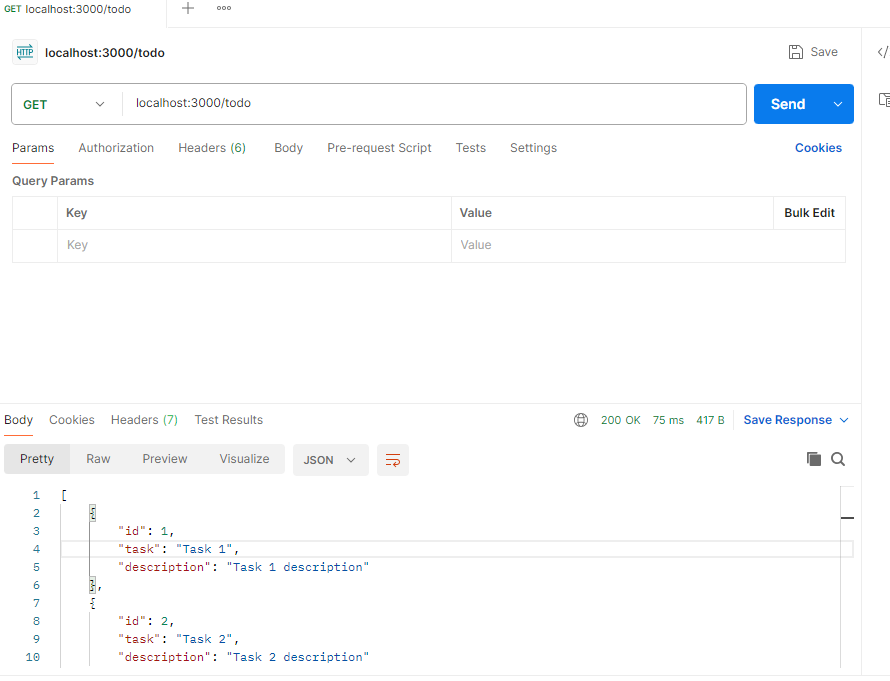 GET localhost:3000/todo
HTTP localhost:3000/todo Save </
GET localhost:3000/todo Send
Params Authorization Headers (6) Body Pre-request Script Tests Settings Cookies
Query Params
Key Value Bulk Edit
Key Value
Body Cookies Headers (7) Test Results 200 OK 75 ms 417 B Save Response
Pretty Raw Preview Visualize JSON
1 [
2 {
3 "id": 1,
4 "task": "Task 1",
5 "description": "Task 1 description"
6 },
7 {
8 "id": 2,
9 "task": "Task 2",
10 "description": "Task 2 description"